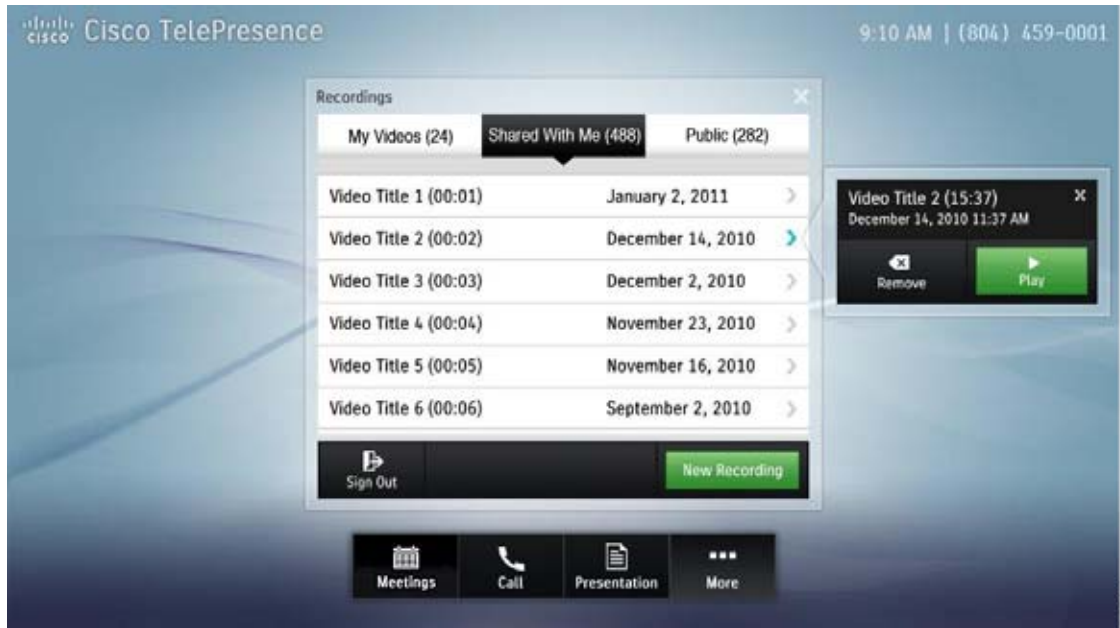 CISCO Cisco TelePresence
9:10 AM | (804) 459-0001
Recordings
My Videos (24) Shared With Me (488) Public (282)
Video Title 1 (00:01) January 2, 2011
Video Title 2 (00:02) December 14, 2010
Video Title 3 (00:03) December 2, 2010
Video Title 4 (00:04) November 23, 2010
Video Title 5 (00:05) November 16, 2010
Video Title 6 (00:06) September 2, 2010
Sign Out New Recording
Video Title 2 (15:37)
December 14, 2010 11:37 AM
Remove Play
Meetings Call Presentation More